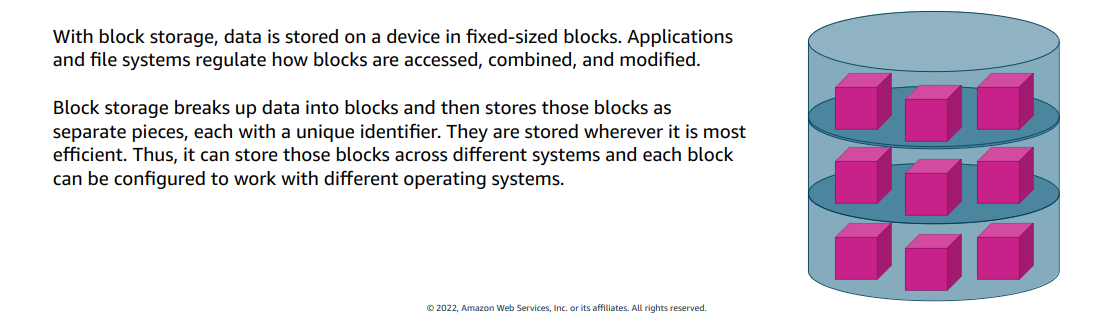 With block storage, data is stored on a device in fixed-sized blocks. Applications
and file systems regulate how blocks are accessed, combined, and modified.
Block storage breaks up data into blocks and then stores those blocks as
separate pieces, each with a unique identifier. They are stored wherever it is most
efficient. Thus, it can store those blocks across different systems and each block
can be configured to work with different operating systems.
© 2022, Amazon Web Services, Inc. or its affiliates. All rights reserved.